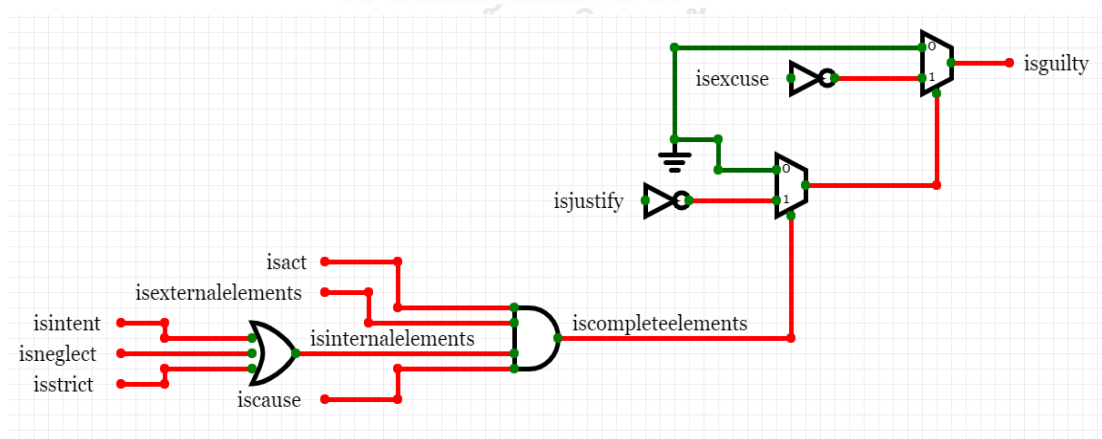 0
isguilty
isexcuse
1
0
isjustify
1
isact
isexternalelements
isintent
iscompleteelements
isinternalelements
isneglect
isstrict
iscause